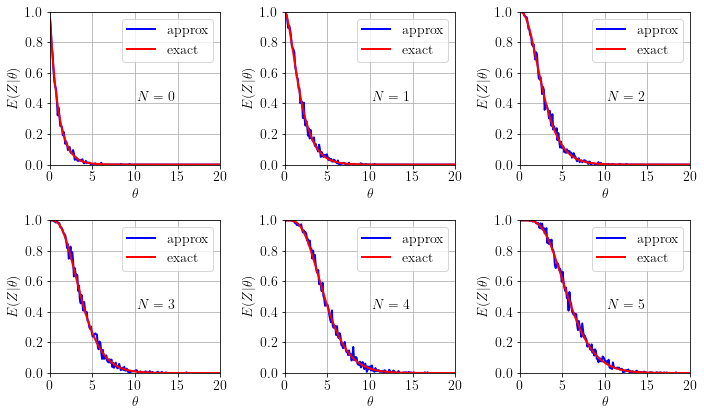 1.0
0.8
0.6
0.4
0.2
0.0
E(Z|θ)
approx
exact
N = 0
0 5 10 15 20
θ
1.0
0.8
0.6
0.4
0.2
0.0
E(Z|θ)
approx
exact
N = 1
0 5 10 15 20
θ
1.0
0.8
0.6
0.4
0.2
0.0
E(Z|θ)
approx
exact
N = 2
0 5 10 15 20
θ
1.0
0.8
0.6
0.4
0.2
0.0
E(Z|θ)
approx
exact
N = 3
0 5 10 15 20
θ
1.0
0.8
0.6
0.4
0.2
0.0
E(Z|θ)
approx
exact
N = 4
0 5 10 15 20
θ
1.0
0.8
0.6
0.4
0.2
0.0
E(Z|θ)
approx
exact
N = 5
0 5 10 15 20
θ